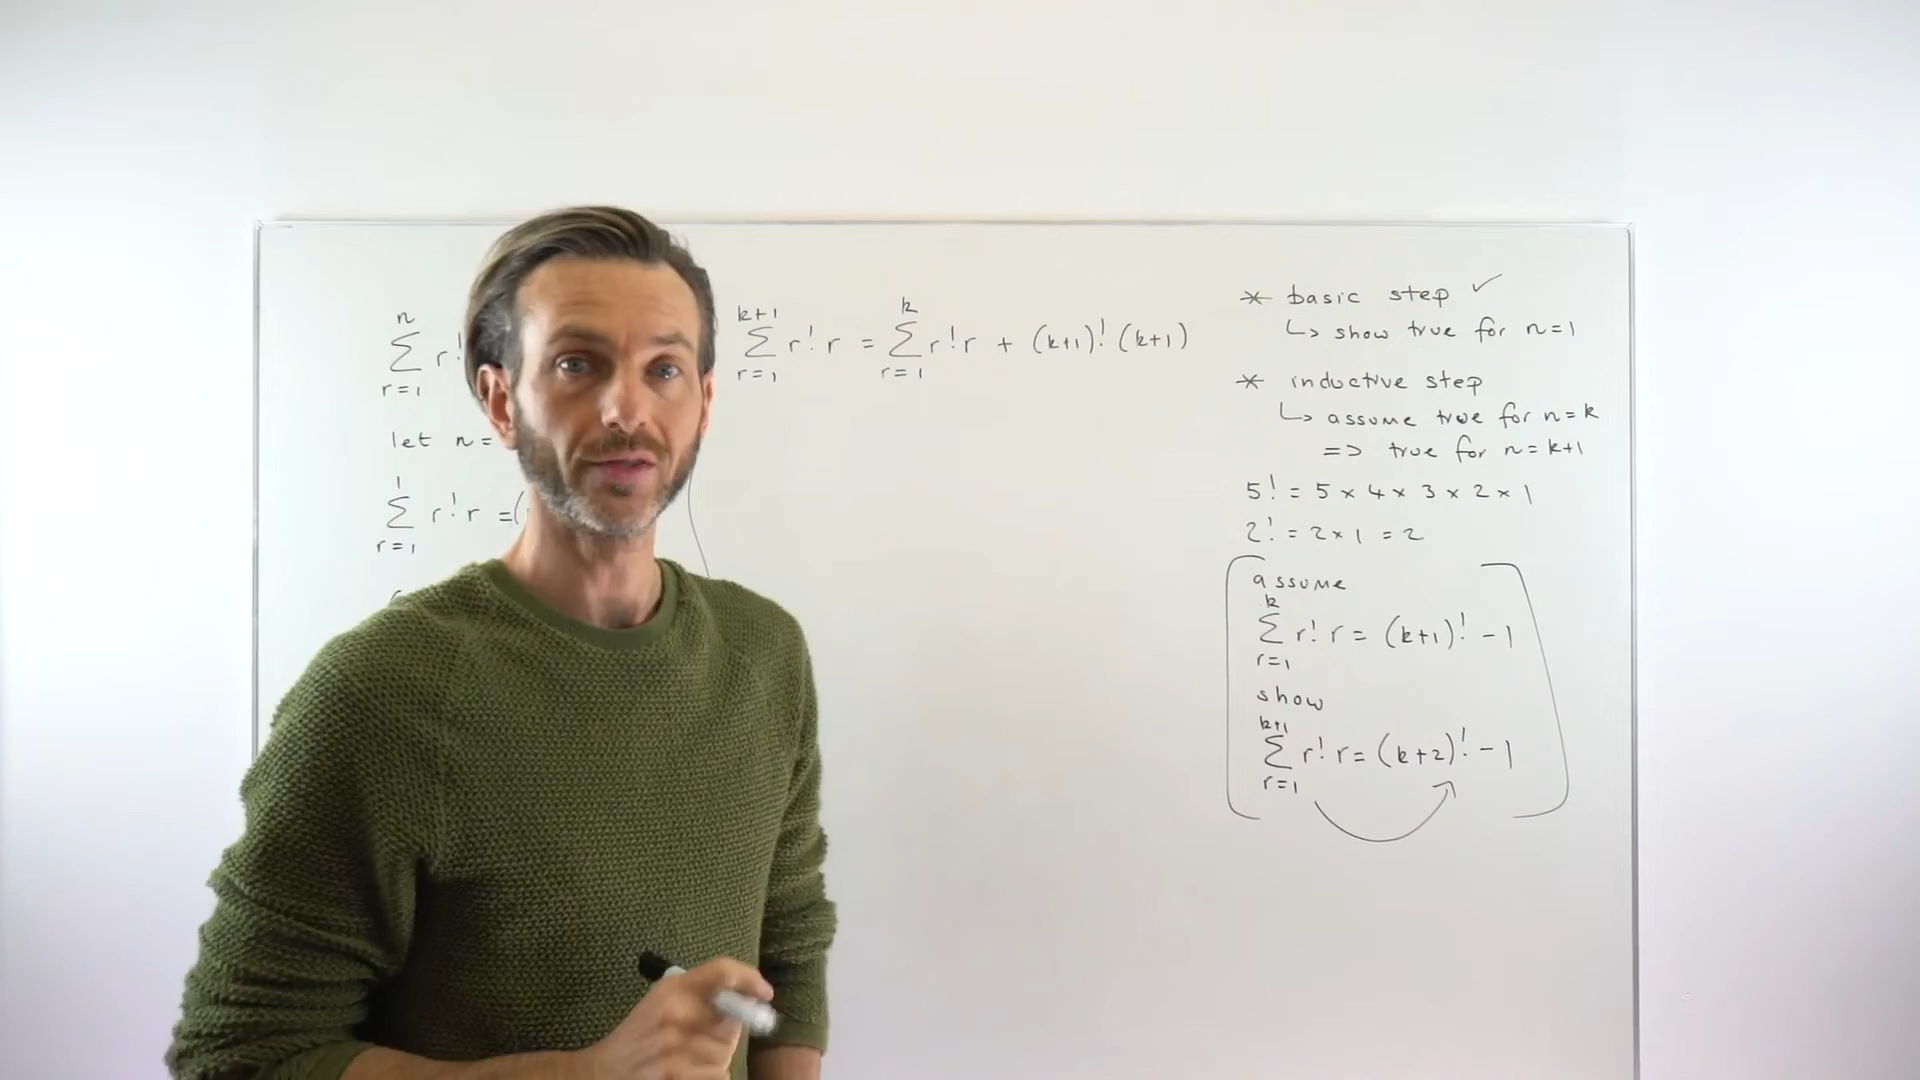 n
∑ r!
r=1
let n=
1
∑ r!r =(
r=1
k+1 k
∑ r!r = ∑ r!r + (k+1)!(k+1)
r=1 r=1
* basic step ✓
↳ show true for n=1
* inductive step
↳ assume true for n=k
=> true for n=k+1
5! = 5×4×3×2×1
2! = 2×1 = 2
assume
k
∑ r!r = (k+1)! - 1
r=1
show
k+1
∑ r!r = (k+2)! - 1
r=1